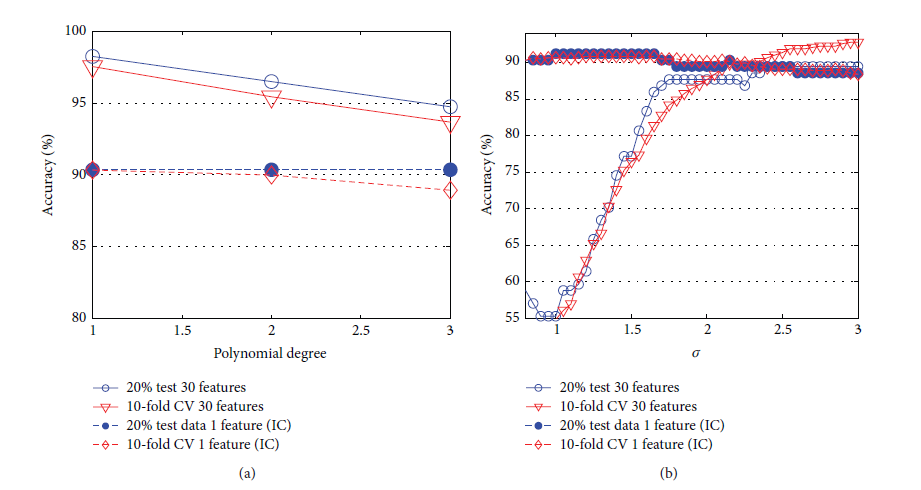 100
95
90
85
80
Accuracy (%)
1
1.5
2
2.5
3
Polynomial degree
20% test 30 features
10-fold CV 30 features
20% test data 1 feature (IC)
10-fold CV 1 feature (IC)
(a)
90
85
80
75
70
65
60
55
Accuracy (%)
1
1.5
2
2.5
3
σ
20% test 30 features
10-fold CV 30 features
20% test data 1 feature (IC)
10-fold CV 1 feature (IC)
(b)